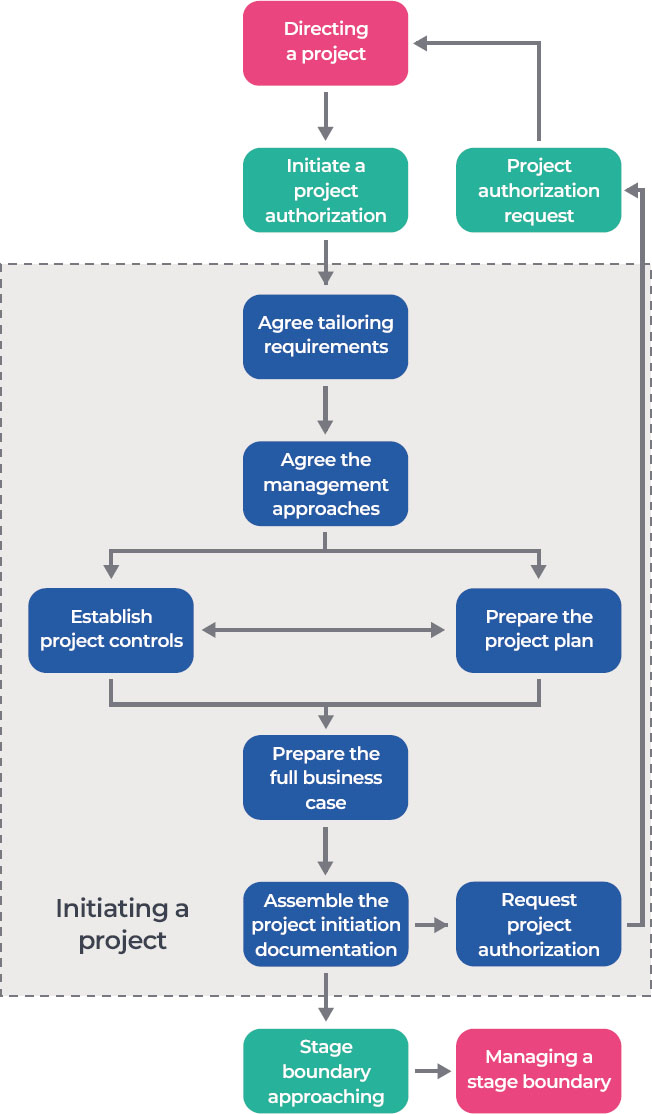 Directing
a project
Initiate a
project
authorization
Project
authorization
request
Agree tailoring
requirements
Agree the
management
approaches
Establish
project controls
Prepare the
project plan
Prepare the
full business
case
Initiating a
project
Assemble the
project initiation
documentation
Request
project
authorization
Stage
boundary
approaching
Managing a
stage boundary